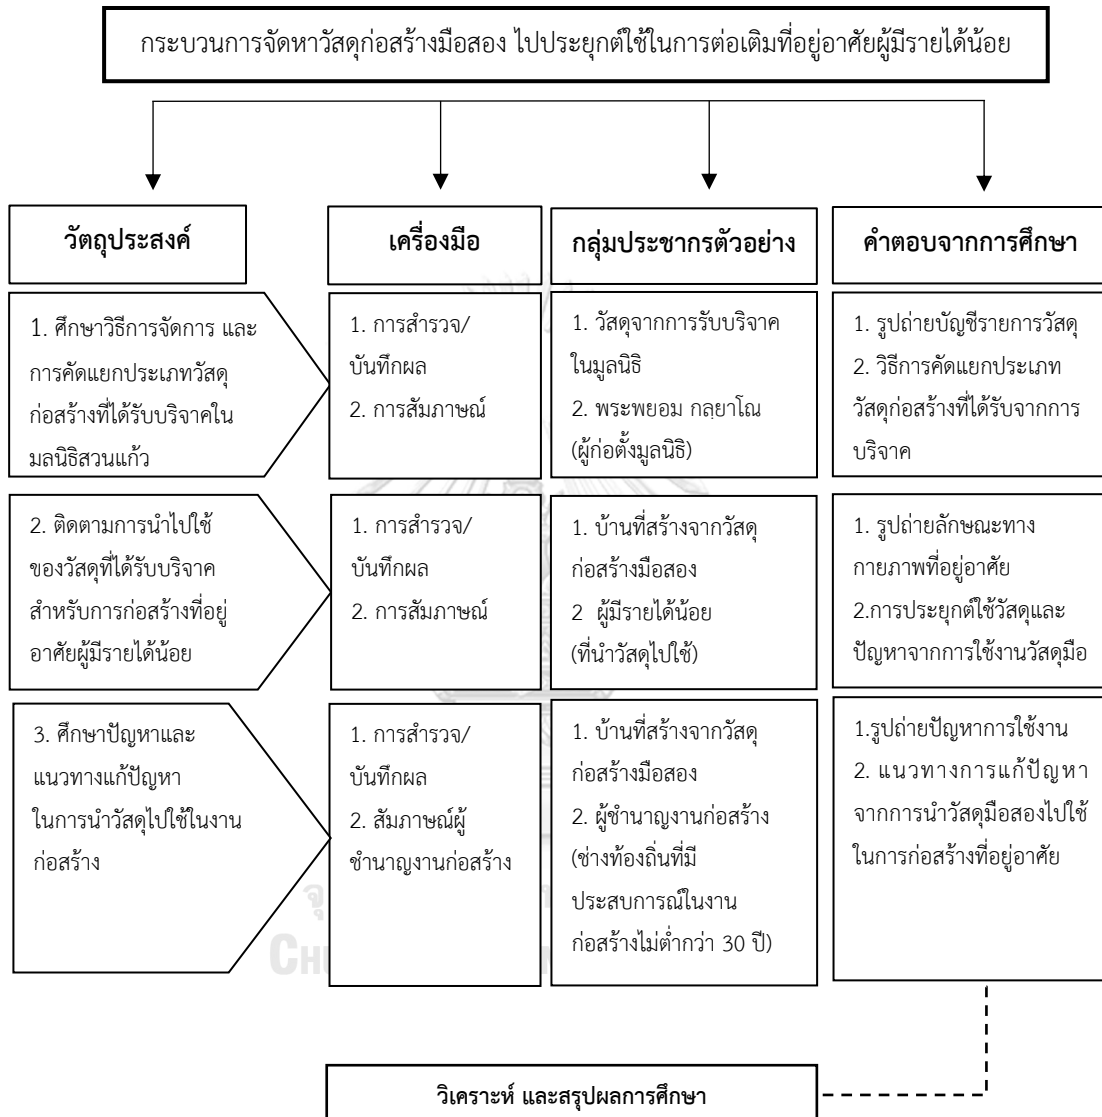 กระบวนการจัดหาวัสดุก่อสร้างมือสอง ไปประยุกต์ใช้ในการต่อเติมที่อยู่อาศัยผู้มีรายได้น้อย
วัตถุประสงค์
เครื่องมือ
กลุ่มประชากรตัวอย่าง
คำตอบจากการศึกษา
1. ศึกษาวิธีการจัดการ และ
การคัดแยกประเภทวัสดุ
ก่อสร้างที่ได้รับบริจาคใน
มลนิธิสวนแก้ว
1. การสำรวจ/
บันทึกผล
2. การสัมภาษณ์
1. วัสดุจากการรับบริจาค
ในมูลนิธิ
2. พระพยอม กลฺยาโณ
(ผู้ก่อตั้งมูลนิธิ)
1. รูปถ่ายบัญชีรายการวัสดุ
2. วิธีการคัดแยกประเภท
วัสดุก่อสร้างที่ได้รับจากการ
บริจาค
2. ติดตามการนำไปใช้
ของวัสดุที่ได้รับบริจาค
สำหรับการก่อสร้างที่อยู่
อาศัยผู้มีรายได้น้อย
1. การสำรวจ/
บันทึกผล
2. การสัมภาษณ์
1. บ้านที่สร้างจากวัสดุ
ก่อสร้างมือสอง
2 ผู้มีรายได้น้อย
(ที่นำวัสดุไปใช้)
1. รูปถ่ายลักษณะทาง
กายภาพที่อยู่อาศัย
2.การประยุกต์ใช้วัสดุและ
ปัญหาจากการใช้งานวัสดุมือ
3. ศึกษาปัญหาและ
แนวทางแก้ปัญหา
ในการนำวัสดุไปใช้ในงาน
ก่อสร้าง
1. การสำรวจ/
บันทึกผล
2. สัมภาษณ์ผู้
ชำนาญงานก่อสร้าง
1. บ้านที่สร้างจากวัสดุ
ก่อสร้างมือสอง
2. ผู้ชำนาญงานก่อสร้าง
(ช่างท้องถิ่นที่มี
ประสบการณ์ในงาน
ก่อสร้างไม่ต่ำกว่า 30 ปี)
1.รูปถ่ายปัญหาการใช้งาน
2. แนวทางการแก้ปัญหา
จากการนำวัสดุมือสองไปใช้
ในการก่อสร้างที่อยู่อาศัย
วิเคราะห์ และสรุปผลการศึกษา